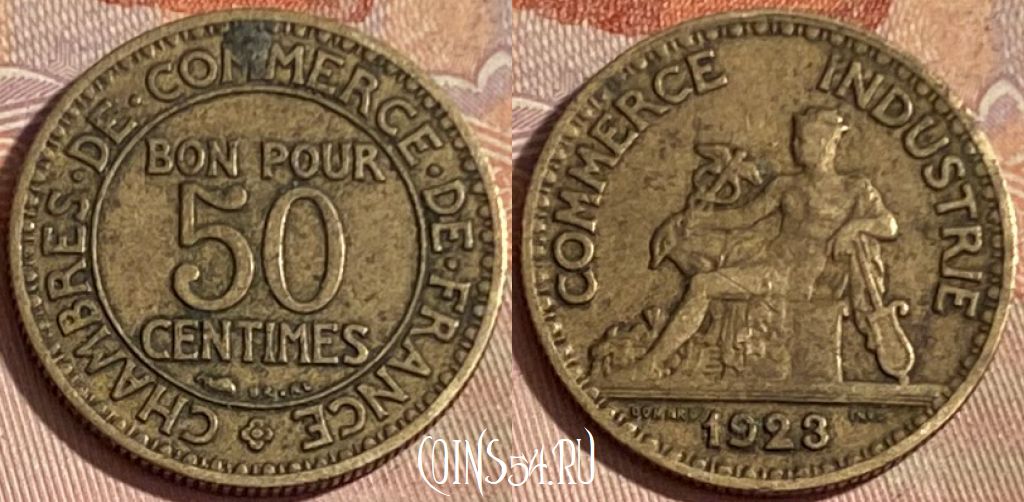 CHAMBRES·DE·COMMERCE·DE·FRANCE
BON POUR
50
CENTIMES
COMMERCE INDUSTRIE
1923
COINS54.RU